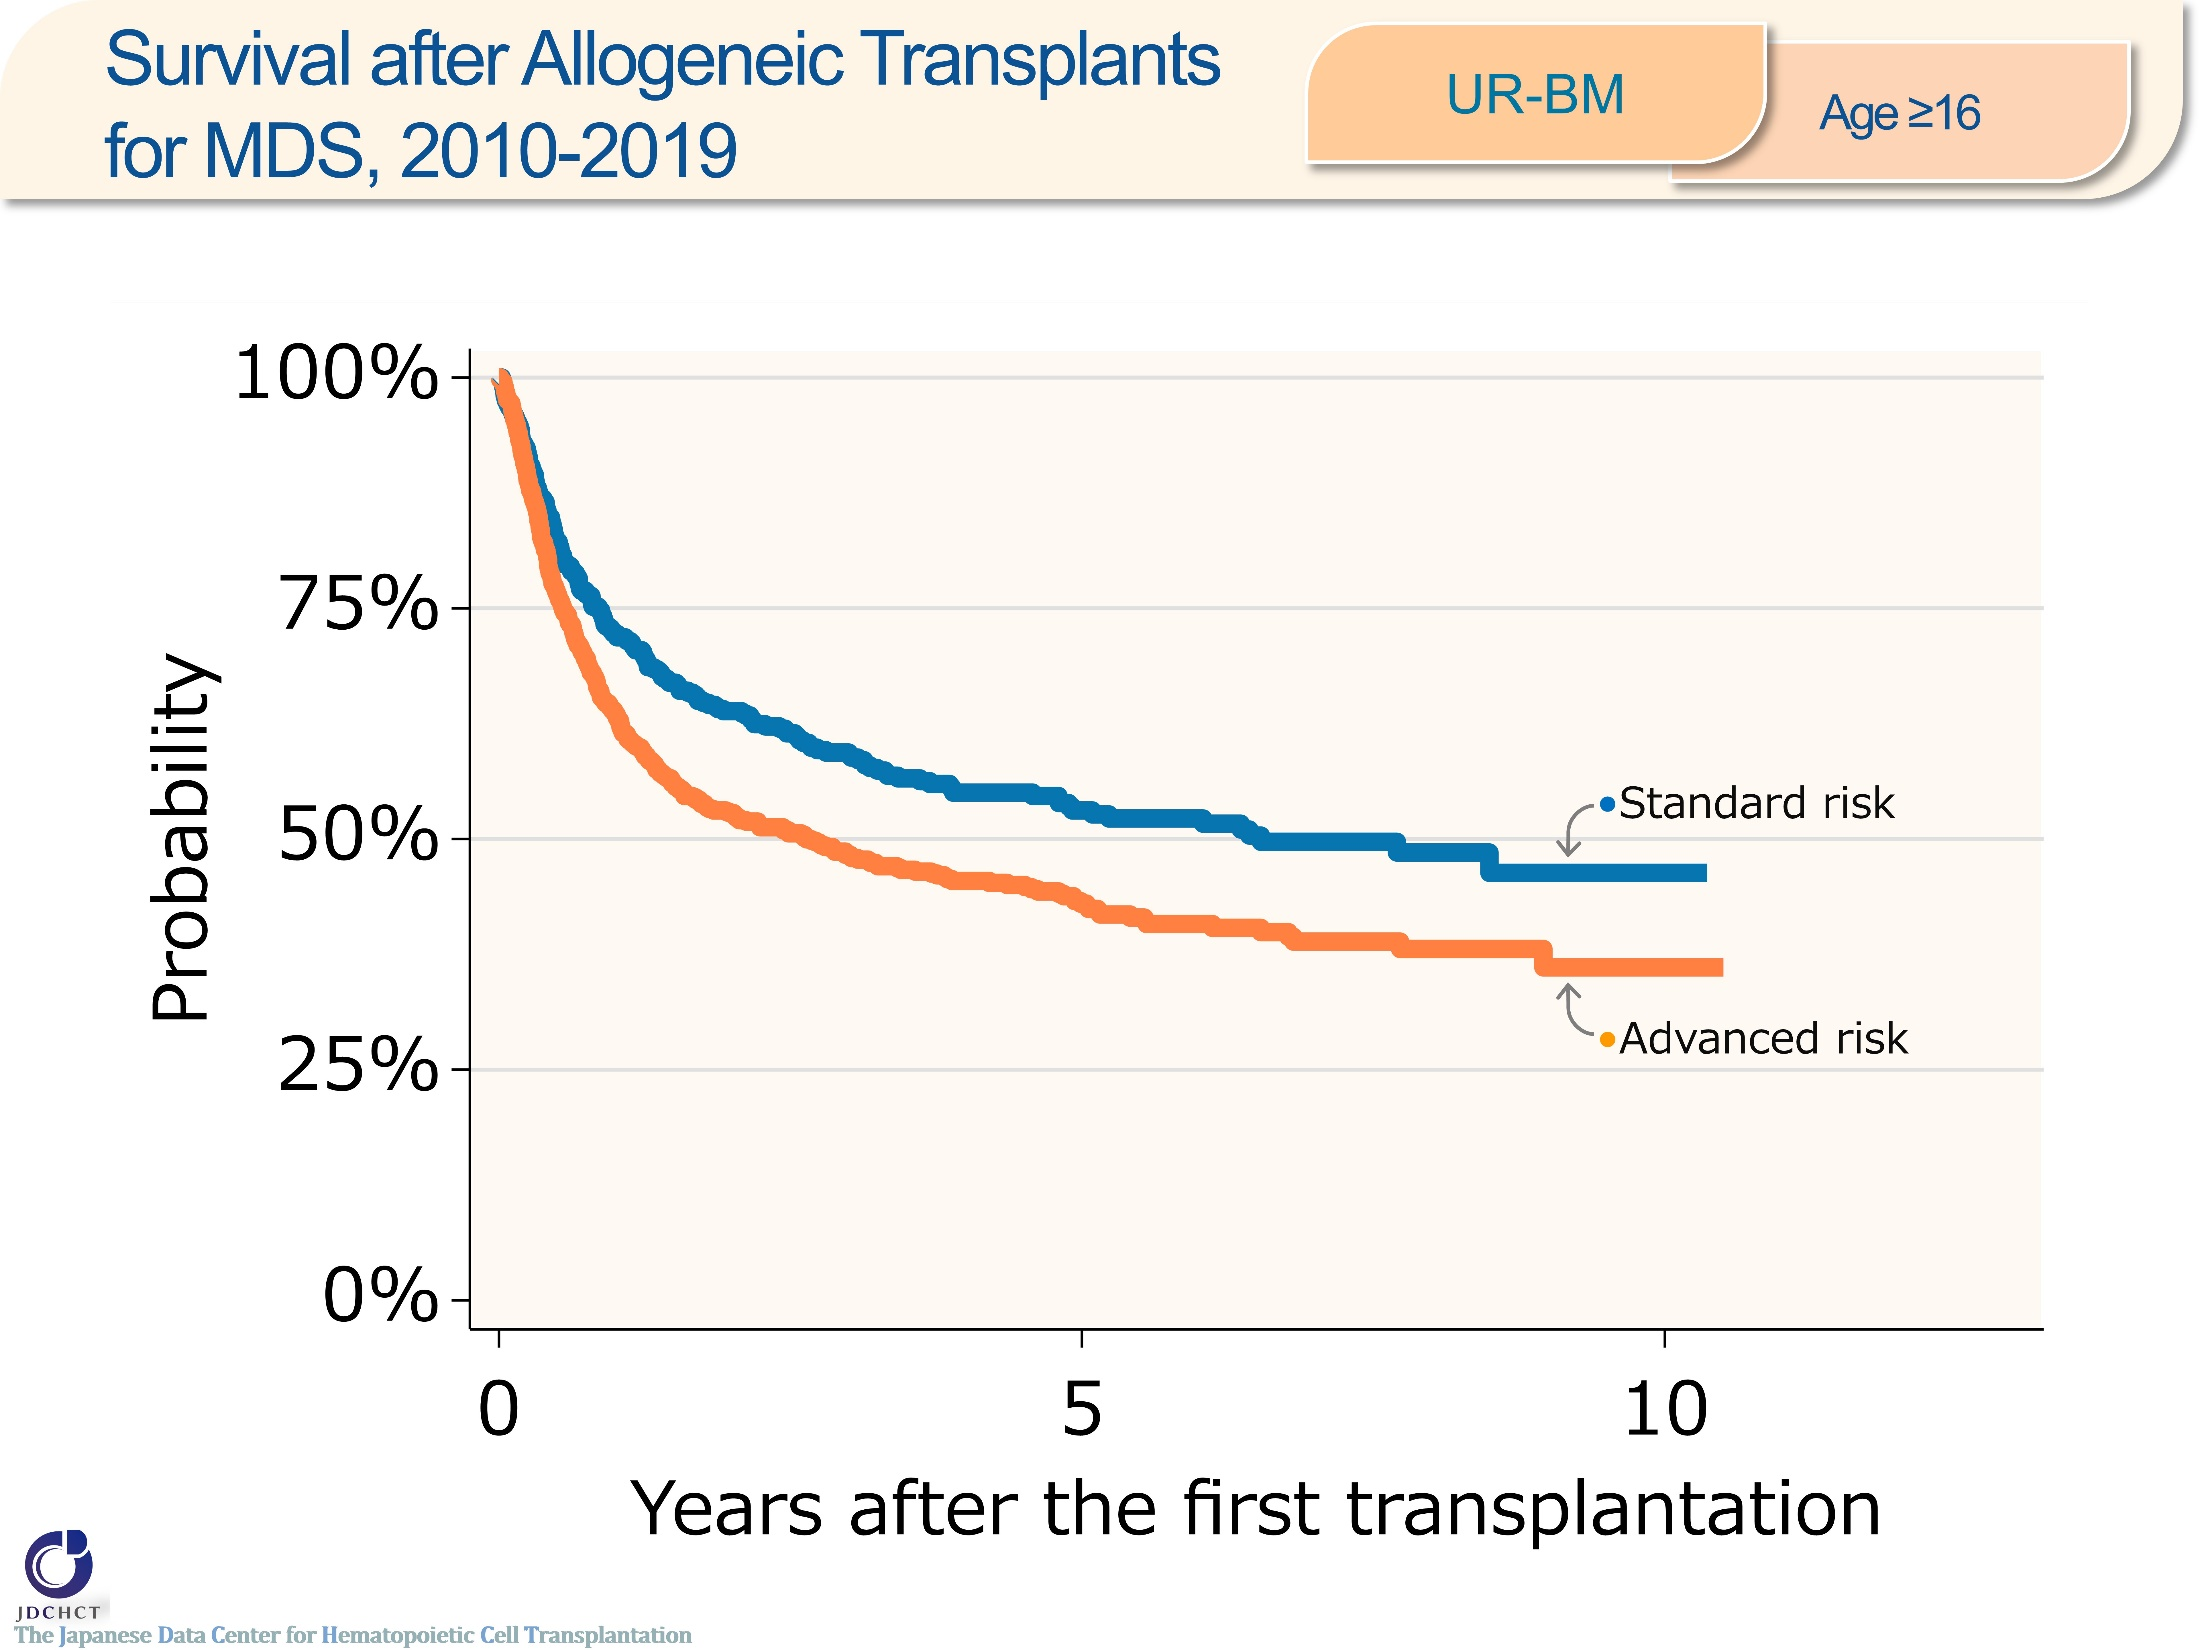 Survival after Allogeneic Transplants
for MDS, 2010-2019
UR-BM
Age ≥16
100%
75%
50%
25%
0%
Probability
•Standard risk
•Advanced risk
0 5 10
Years after the first transplantation
JDCHCT
The Japanese Data Center for Hematopoietic Cell Transplantation